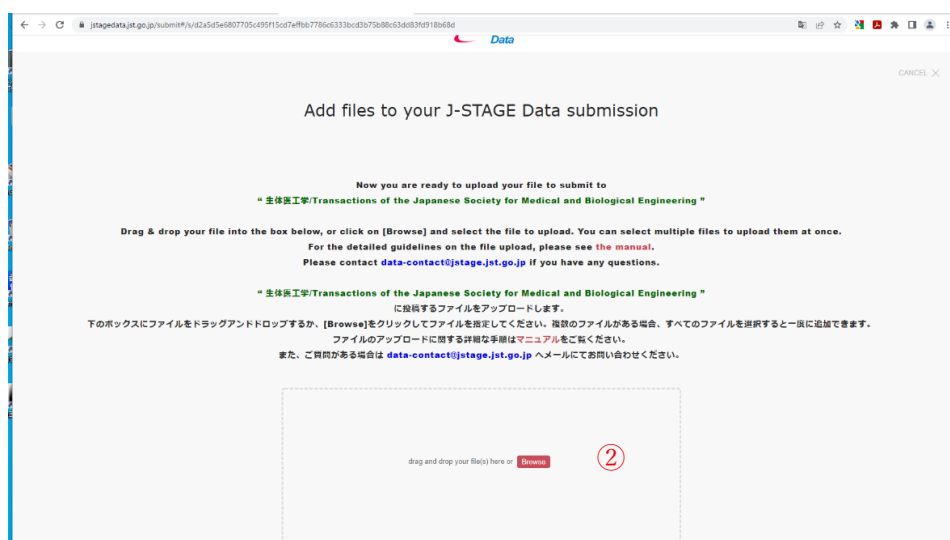 jstagedata.jst.go.jp/submit#/s/d2a5d5e6807705c495f15cd7effbb7786c6333bcd3b75b88c63dd83fd918b68d
Data
CANCEL
Add files to your J-STAGE Data submission
Now you are ready to upload your file to submit to
“ 生体医工学/Transactions of the Japanese Society for Medical and Biological Engineering ”
Drag & drop your file into the box below, or click on [Browse] and select the file to upload. You can select multiple files to upload them at once.
For the detailed guidelines on the file upload, please see the manual.
Please contact data-contact@jstage.jst.go.jp if you have any questions.
“ 生体医工学/Transactions of the Japanese Society for Medical and Biological Engineering ”
に投稿するファイルをアップロードします。
下のボックスにファイルをドラッグアンドドロップするか、[Browse]をクリックしてファイルを指定してください。複数のファイルがある場合、すべてのファイルを選択すると一度に追加できます。
ファイルのアップロードに関する詳細な手順はマニュアルをご覧ください。
また、ご質問がある場合は data-contact@jstage.jst.go.jp へメールにてお問い合わせください。
drag and drop your file(s) here or Browse
②